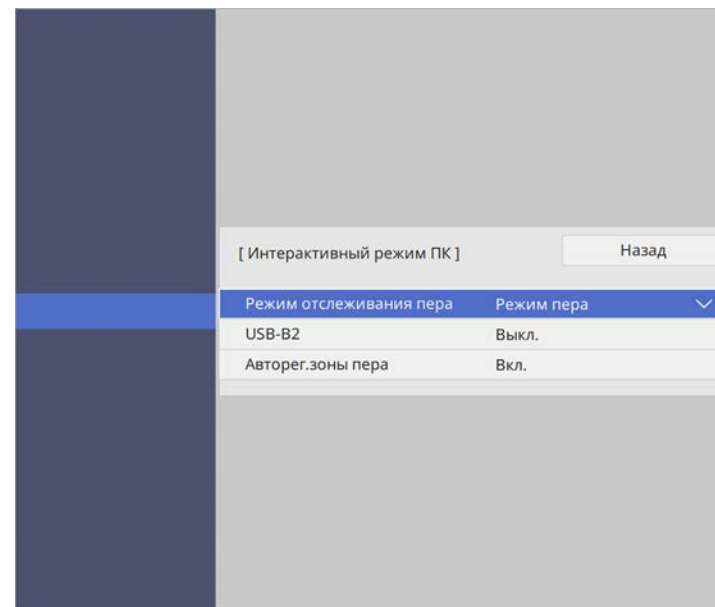 [ Интерактивный режим ПК ] Назад
Режим отслеживания пера Режим пера
USB-B2 Выкл.
Авторег.зоны пера Вкл.